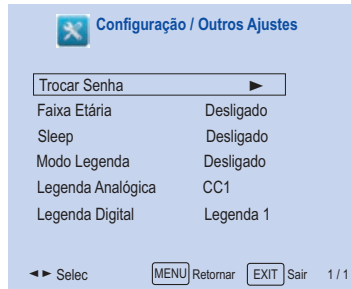 Configuração / Outros Ajustes
Trocar Senha ►
Faixa Etária Desligado
Sleep Desligado
Modo Legenda Desligado
Legenda Analógica CC1
Legenda Digital Legenda 1
◄► Selec MENU Retornar EXIT Sair 1 / 1